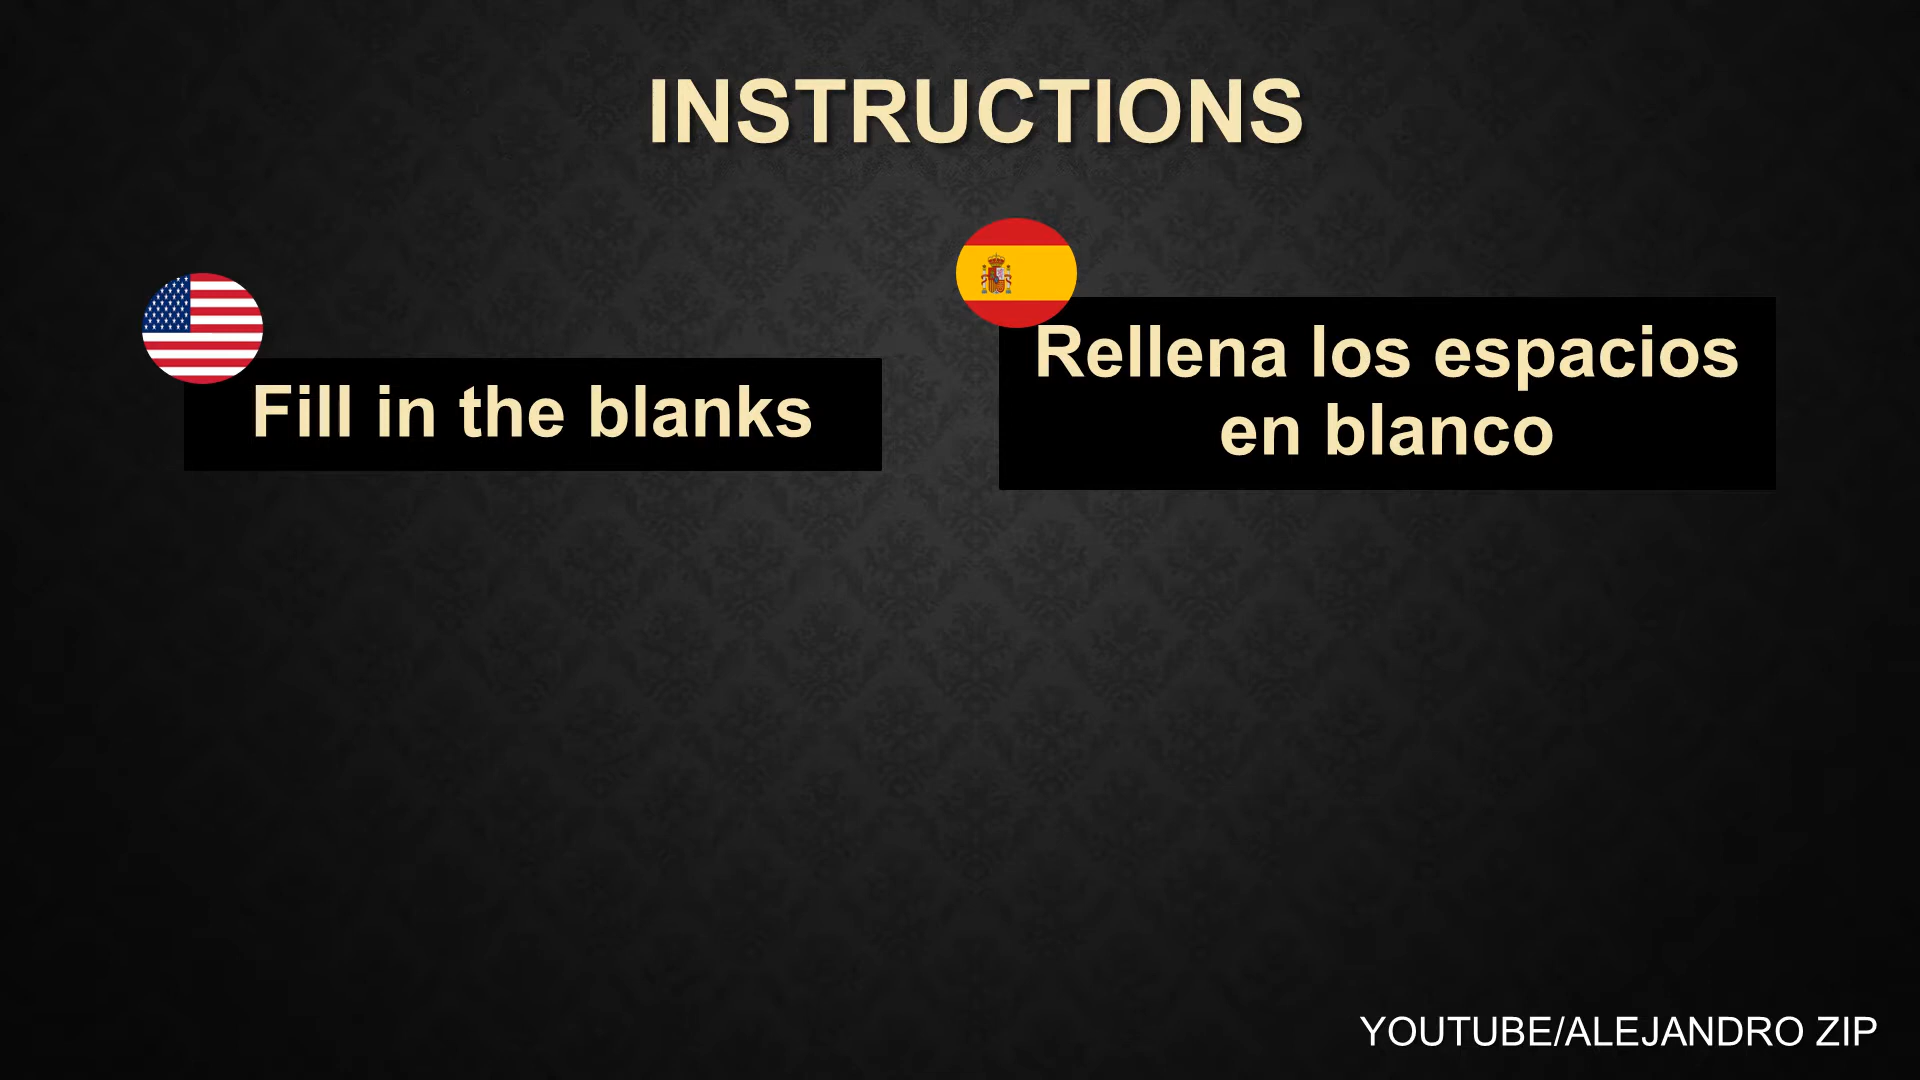 INSTRUCTIONS
Fill in the blanks
Rellena los espacios
en blanco
YOUTUBE/ALEJANDRO ZIP